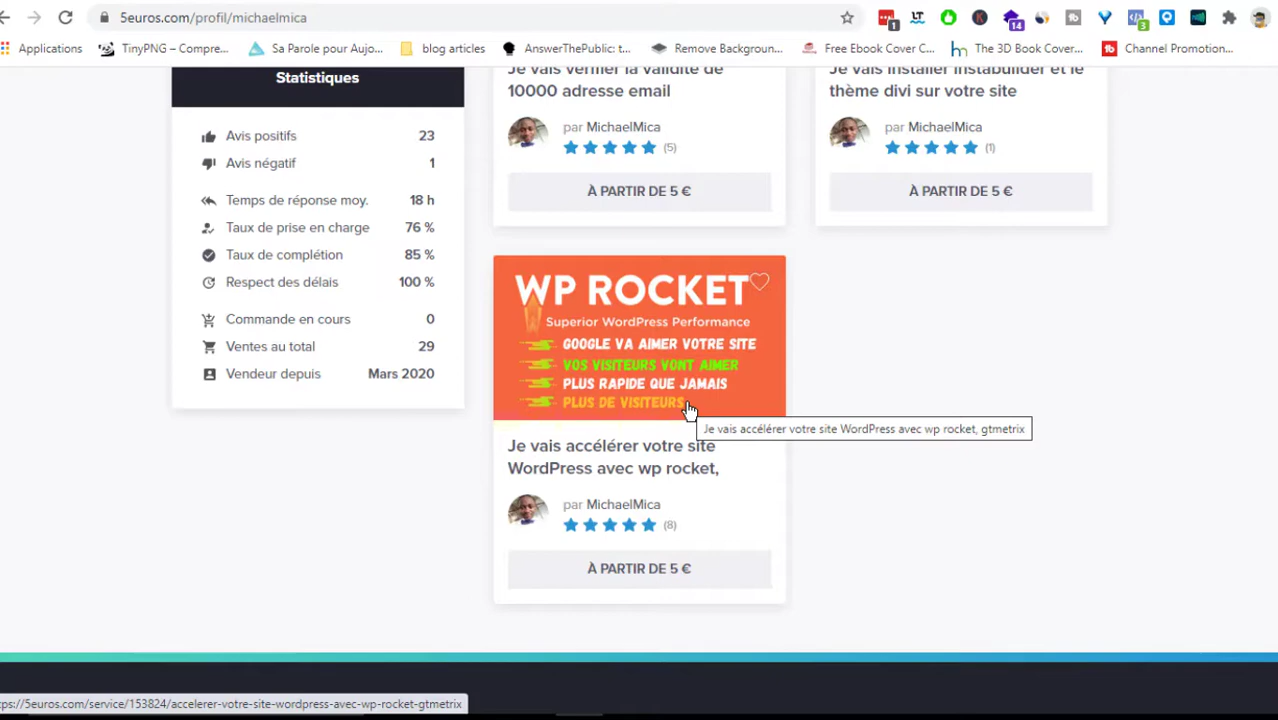 5euros.com/profil/michaelmica
1
14
3
Applications
TinyPNG – Compre...
Sa Parole pour Aujo...
blog articles
AnswerThePublic: t...
Remove Backgroun...
Free Ebook Cover C...
The 3D Book Cover...
Channel Promotion...
Statistiques
Avis positifs 23
Avis négatif 1
Temps de réponse moy. 18 h
Taux de prise en charge 76 %
Taux de complétion 85 %
Respect des délais 100 %
Commande en cours 0
Ventes au total 29
Vendeur depuis Mars 2020
Je vais vérifier la validité de
10000 adresse email
par MichaelMica
(5)
À PARTIR DE 5 €
Je vais installer instabuilder et le
thème divi sur votre site
par MichaelMica
(1)
À PARTIR DE 5 €
WP ROCKET
Superior WordPress Performance
GOOGLE VA AIMER VOTRE SITE
VOS VISITEURS VONT AIMER
PLUS RAPIDE QUE JAMAIS
PLUS DE VISITEURS
Je vais accélérer votre site WordPress avec wp rocket, gtmetrix
Je vais accélérer votre site
WordPress avec wp rocket,
par MichaelMica
(8)
À PARTIR DE 5 €
ps://5euros.com/service/153824/accelerer-votre-site-wordpress-avec-wp-rocket-gtmetrix